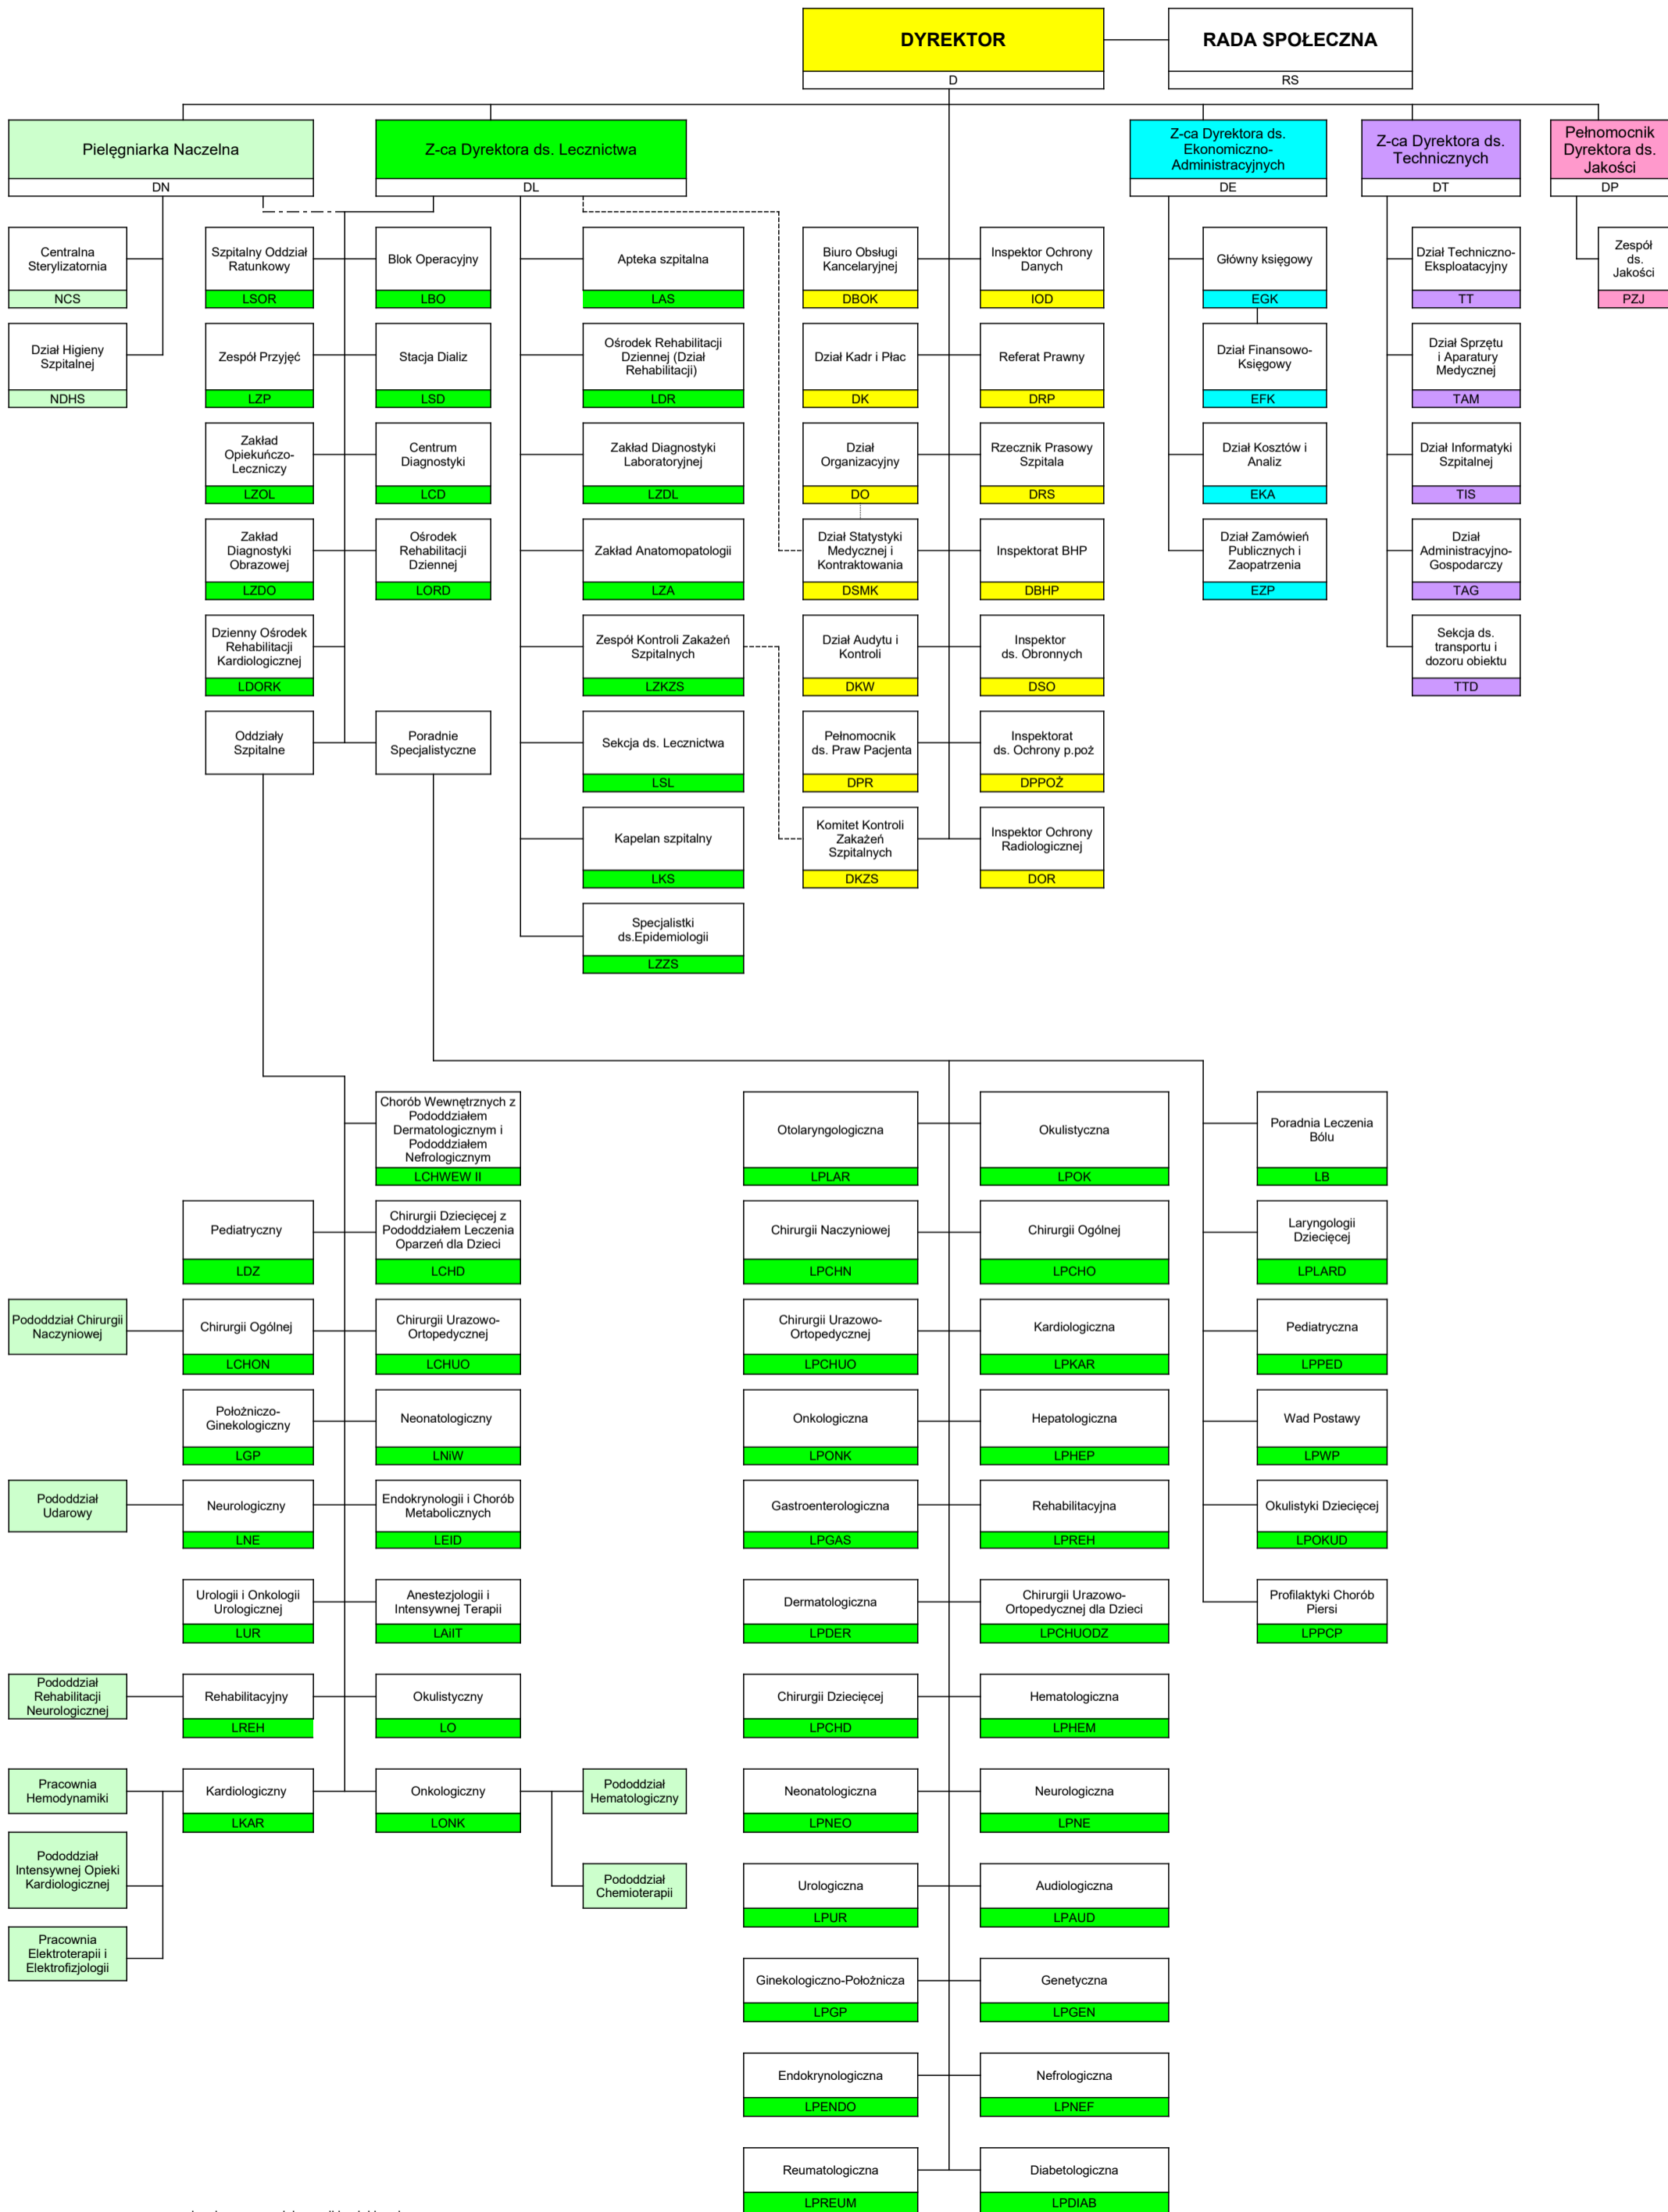 DYREKTOR
D
RADA SPOŁECZNA
RS
Pielęgniarka Naczelna
DN
Z-ca Dyrektora ds. Lecznictwa
DL
Z-ca Dyrektora ds.
Ekonomiczno-
Administracyjnych
DE
Z-ca Dyrektora ds.
Technicznych
DT
Pełnomocnik
Dyrektora ds.
Jakości
DP
Centralna
Sterylizatornia
NCS
Szpitalny Oddział
Ratunkowy
LSOR
Blok Operacyjny
LBO
Apteka szpitalna
LAS
Biuro Obsługi
Kancelaryjnej
DBOK
Inspektor Ochrony
Danych
IOD
Główny księgowy
EGK
Dział Techniczno-
Eksploatacyjny
TT
Zespół
ds.
Jakości
PZJ
Dział Higieny
Szpitalnej
NDHS
Zespół Przyjęć
LZP
Stacja Dializ
LSD
Ośrodek Rehabilitacji
Dziennej (Dział
Rehabilitacji)
LDR
Dział Kadr i Płac
DK
Referat Prawny
DRP
Dział Finansowo-
Księgowy
EFK
Dział Sprzętu
i Aparatury
Medycznej
TAM
Zakład
Opiekuńczo-
Leczniczy
LZOL
Centrum
Diagnostyki
LCD
Zakład Diagnostyki
Laboratoryjnej
LZDL
Dział
Organizacyjny
DO
Rzecznik Prasowy
Szpitala
DRS
Dział Kosztów i
Analiz
EKA
Dział Informatyki
Szpitalnej
TIS
Zakład
Diagnostyki
Obrazowej
LZDO
Ośrodek
Rehabilitacji
Dziennej
LORD
Zakład Anatomopatologii
LZA
Dział Statystyki
Medycznej i
Kontraktowania
DSMK
Inspektorat BHP
DBHP
Dział Zamówień
Publicznych i
Zaopatrzenia
EZP
Dział
Administracyjno-
Gospodarczy
TAG
Dzienny Ośrodek
Rehabilitacji
Kardiologicznej
LDORK
Zespół Kontroli Zakażeń
Szpitalnych
LZKZS
Dział Audytu i
Kontroli
DKW
Inspektor
ds. Obronnych
DSO
Sekcja ds.
transportu i
dozoru obiektu
TTD
Oddziały
Szpitalne
Poradnie
Specjalistyczne
Sekcja ds. Lecznictwa
LSL
Pełnomocnik
ds. Praw Pacjenta
DPR
Inspektorat
ds. Ochrony p.poż
DPPOŻ
Kapelan szpitalny
LKS
Komitet Kontroli
Zakażeń
Szpitalnych
DKZS
Inspektor Ochrony
Radiologicznej
DOR
Specjalistki
ds.Epidemiologii
LZZS
Chorób Wewnętrznych z
Pododdziałem
Dermatologicznym i
Pododdziałem
Nefrologicznym
LCHWEW II
Otolaryngologiczna
LPLAR
Okulistyczna
LPOK
Poradnia Leczenia
Bólu
LB
Pediatryczny
LDZ
Chirurgii Dziecięcej z
Pododdziałem Leczenia
Oparzeń dla Dzieci
LCHD
Chirurgii Naczyniowej
LPCHN
Chirurgii Ogólnej
LPCHO
Laryngologii
Dziecięcej
LPLARD
Pododdział Chirurgii
Naczyniowej
Chirurgii Ogólnej
LCHON
Chirurgii Urazowo-
Ortopedycznej
LCHUO
Chirurgii Urazowo-
Ortopedycznej
LPCHUO
Kardiologiczna
LPKAR
Pediatryczna
LPPED
Położniczo-
Ginekologiczny
LGP
Neonatologiczny
LNiW
Onkologiczna
LPONK
Hepatologiczna
LPHEP
Wad Postawy
LPWP
Pododdział
Udarowy
Neurologiczny
LNE
Endokrynologii i Chorób
Metabolicznych
LEID
Gastroenterologiczna
LPGAS
Rehabilitacyjna
LPREH
Okulistyki Dziecięcej
LPOKUD
Urologii i Onkologii
Urologicznej
LUR
Anestezjologii i
Intensywnej Terapii
LAiIT
Dermatologiczna
LPDER
Chirurgii Urazowo-
Ortopedycznej dla Dzieci
LPCHUODZ
Profilaktyki Chorób
Piersi
LPPCP
Pododdział
Rehabilitacji
Neurologicznej
Rehabilitacyjny
LREH
Okulistyczny
LO
Chirurgii Dziecięcej
LPCHD
Hematologiczna
LPHEM
Pracownia
Hemodynamiki
Kardiologiczny
LKAR
Onkologiczny
LONK
Pododdział
Hematologiczny
Neonatologiczna
LPNEO
Neurologiczna
LPNE
Pododdział
Intensywnej Opieki
Kardiologicznej
Pododdział
Chemioterapii
Urologiczna
LPUR
Audiologiczna
LPAUD
Pracownia
Elektroterapii i
Elektrofizjologii
Ginekologiczno-Położnicza
LPGP
Genetyczna
LPGEN
Endokrynologiczna
LPENDO
Nefrologiczna
LPNEF
Reumatologiczna
LPREUM
Diabetologiczna
LPDIAB